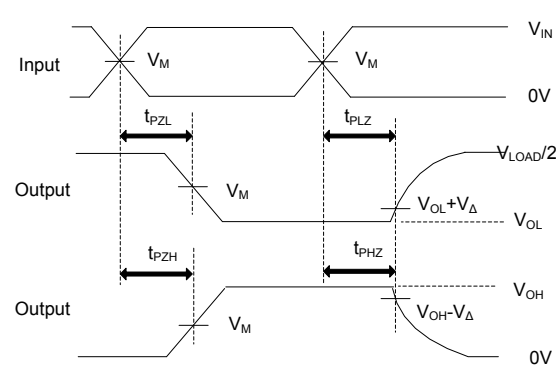 V_IN
Input V_M V_M
0V
t_PZL t_PLZ
V_LOAD/2
Output V_M V_OL+V_Δ
V_OL
t_PZH t_PHZ
V_OH
Output V_M V_OH-V_Δ
0V